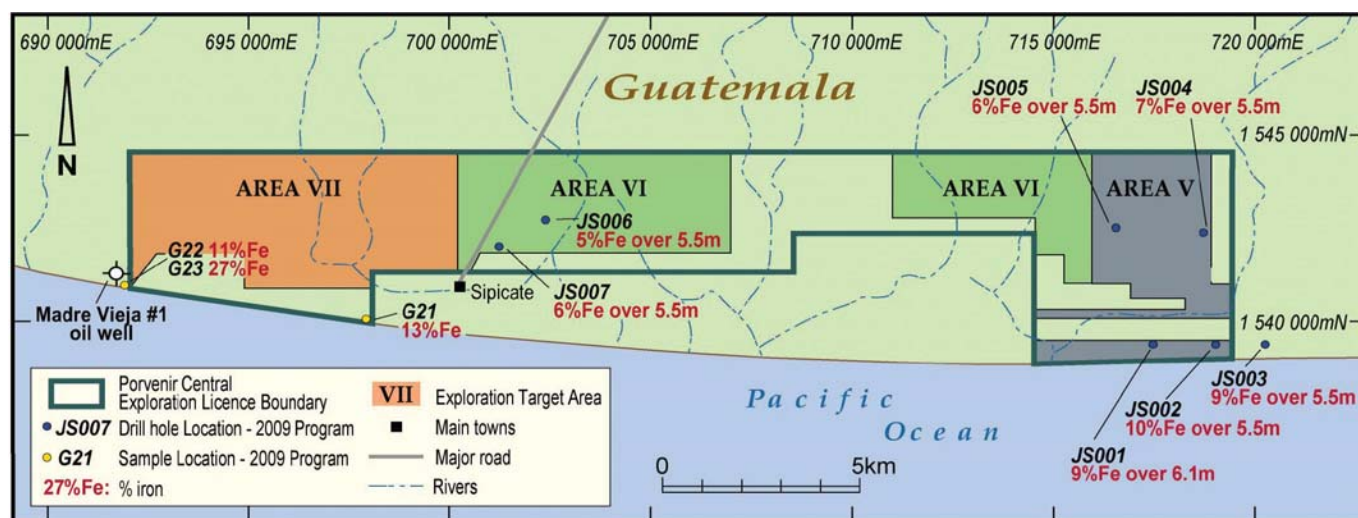 690 000mE
695 000mE
700 000mE
705 000mE
710 000mE
715 000mE
720 000mE
Guatemala
JS005
6%Fe over 5.5m
JS004
7%Fe over 5.5m
1 545 000mN
N
AREA VII
AREA VI
AREA VI
AREA V
JS006
5%Fe over 5.5m
G22 11%Fe
G23 27%Fe
Madre Vieja #1
oil well
Sipicate
JS007
6%Fe over 5.5m
G21
13%Fe
1 540 000mN
JS003
9%Fe over 5.5m
JS002
10%Fe over 5.5m
JS001
9%Fe over 6.1m
Pacific
Ocean
0 5km
Porvenir Central
Exploration Licence Boundary
JS007 Drill hole Location - 2009 Program
G21 Sample Location - 2009 Program
27%Fe: % iron
VII Exploration Target Area
Main towns
Major road
Rivers